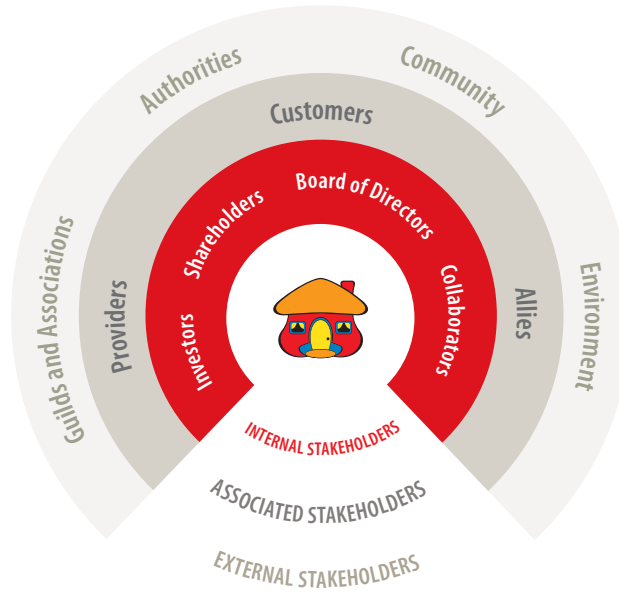 Authorities
Community
Customers
Board of Directors
Shareholders
Guilds and Associations
Providers
Investors
Collaborators
Allies
Environment
INTERNAL STAKEHOLDERS
ASSOCIATED STAKEHOLDERS
EXTERNAL STAKEHOLDERS